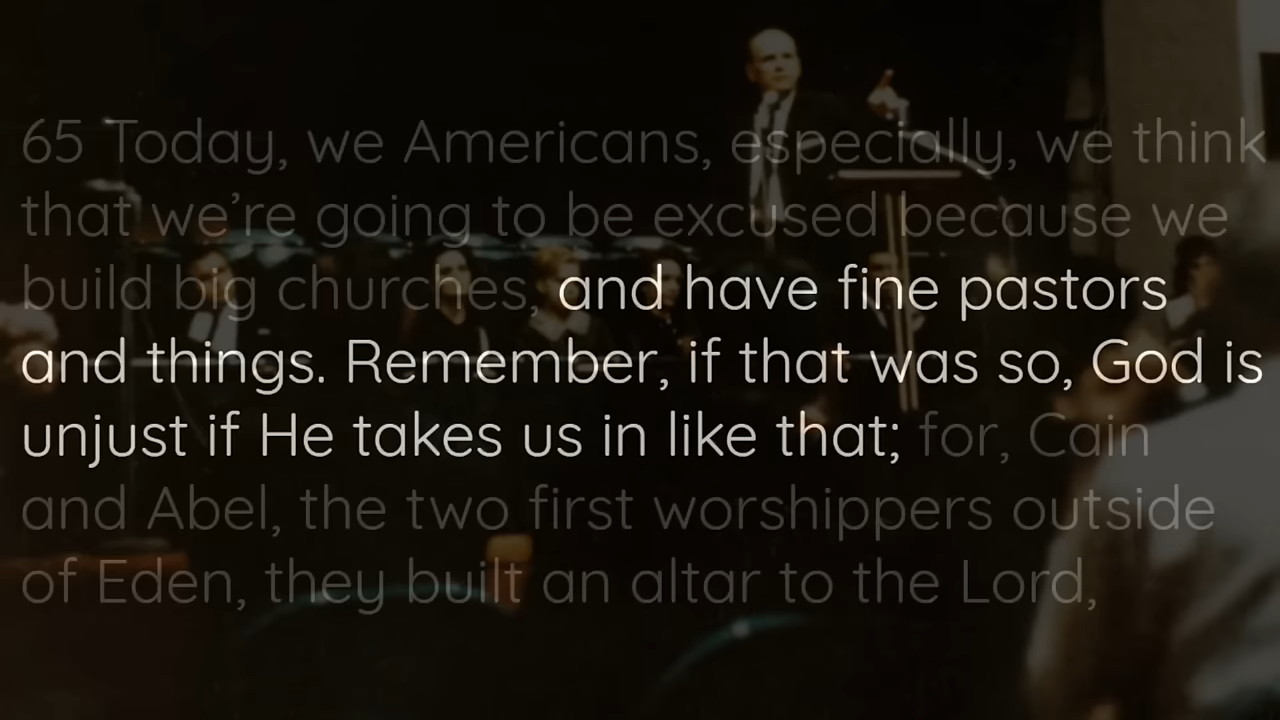 65 Today, we Americans, especially, we think
that we’re going to be excused because we
build big churches, and have fine pastors
and things. Remember, if that was so, God is
unjust if He takes us in like that; for, Cain
and Abel, the two first worshippers outside
of Eden, they built an altar to the Lord,